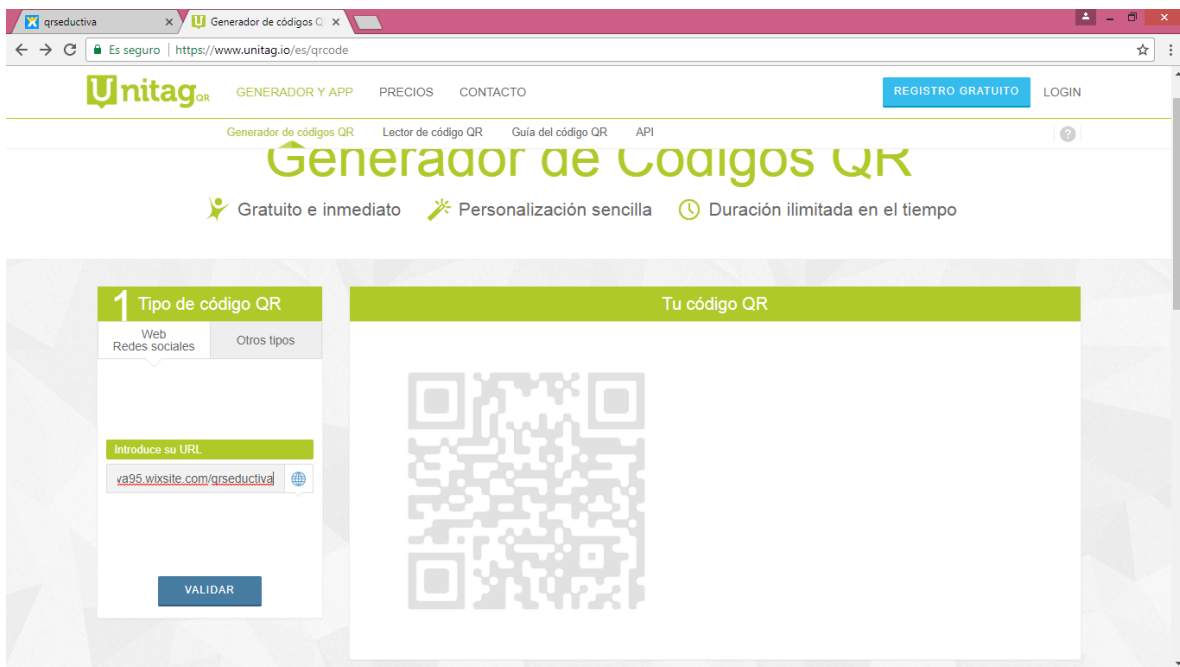 qrseductiva
Generador de códigos Q
Es seguro | https://www.unitag.io/es/qrcode
Unitag QR GENERADOR Y APP PRECIOS CONTACTO REGISTRO GRATUITO LOGIN
Generador de códigos QR Lector de código QR Guía del código QR API ?
Generador de Códigos QR
Gratuito e inmediato Personalización sencilla Duración ilimitada en el tiempo
1 Tipo de código QR
Tu código QR
Web
Redes sociales
Otros tipos
Introduce su URL
va95.wixsite.com/qrseductiva
VALIDAR